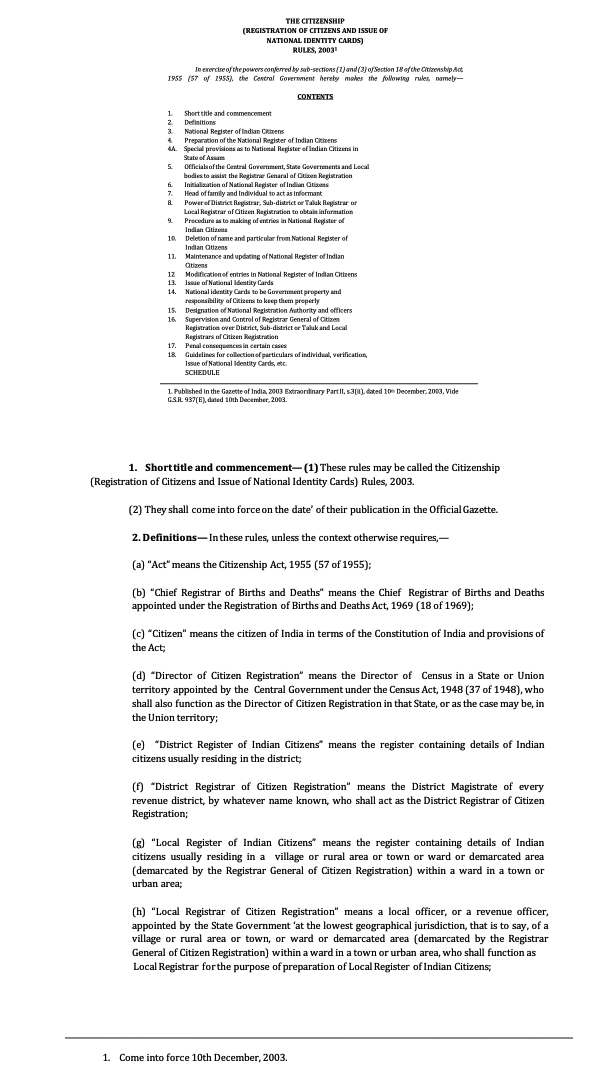 THE CITIZENSHIP
(REGISTRATION OF CITIZENS AND ISSUE OF
NATIONAL IDENTITY CARDS)
RULES, 2003¹
In exercise of the powers conferred by sub-sections (1) and (3) of Section 18 of the Citizenship Act,
1955 (57 of 1955), the Central Government hereby makes the following rules, namely—
CONTENTS
1. Short title and commencement
2. Definitions
3. National Register of Indian Citizens
4. Preparation of the National Register of Indian Citizens
4A. Special provisions as to National Register of Indian Citizens in
State of Assam
5. Officials of the Central Government, State Governments and Local
bodies to assist the Registrar Genaral of Citizen Registration
6. Initialization of National Register of Indian Citizens
7. Head of family and Individual to act as informant
8. Power of District Registrar, Sub-district or Taluk Registrar or
Local Registrar of Citizen Registration to obtain information
9. Procedure as to making of entries in National Register of
Indian Citizens
10. Deletion of name and particular from National Register of
Indian Citizens
11. Maintenance and updating of National Register of Indian
Citizens
12 Modification of entries in National Register of Indian Citizens
13. Issue of National Identity Cards
14. National identity Cards to be Government property and
responsibility of Citizens to keep them properly
15. Designation of National Registration Authority and officers
16. Supervision and Control of Registrar General of Citizen
Registration over District, Sub-district or Taluk and Local
Registrars of Citizen Registration
17. Penal consequences in certain cases
18. Guidelines for collection of particulars of individual, verification,
Issue of National Identity Cards, etc.
SCHEDULE
1. Published in the Gazette of India, 2003 Extraordinary Part II, s.3(ii), dated 10th December, 2003, Vide
G.S.R. 937(E), dated 10th December, 2003.
1. Short title and commencement— (1) These rules may be called the Citizenship
(Registration of Citizens and Issue of National Identity Cards) Rules, 2003.
(2) They shall come into force on the date' of their publication in the Official Gazette.
2. Definitions— In these rules, unless the context otherwise requires,—
(a) “Act” means the Citizenship Act, 1955 (57 of 1955);
(b) “Chief Registrar of Births and Deaths” means the Chief Registrar of Births and Deaths
appointed under the Registration of Births and Deaths Act, 1969 (18 of 1969);
(c) “Citizen” means the citizen of India in terms of the Constitution of India and provisions of
the Act;
(d) “Director of Citizen Registration” means the Director of Census in a State or Union
territory appointed by the Central Government under the Census Act, 1948 (37 of 1948), who
shall also function as the Director of Citizen Registration in that State, or as the case may be, in
the Union territory;
(e) “District Register of Indian Citizens” means the register containing details of Indian
citizens usually residing in the district;
(f) “District Registrar of Citizen Registration” means the District Magistrate of every
revenue district, by whatever name known, who shall act as the District Registrar of Citizen
Registration;
(g) “Local Register of Indian Citizens” means the register containing details of Indian
citizens usually residing in a village or rural area or town or ward or demarcated area
(demarcated by the Registrar General of Citizen Registration) within a ward in a town or
urban area;
(h) “Local Registrar of Citizen Registration” means a local officer, or a revenue officer,
appointed by the State Government ‘at the lowest geographical jurisdiction, that is to say, of a
village or rural area or town, or ward or demarcated area (demarcated by the Registrar
General of Citizen Registration) within a ward in a town or urban area, who shall function as
Local Registrar for the purpose of preparation of Local Register of Indian Citizens;
1. Come into force 10th December, 2003.